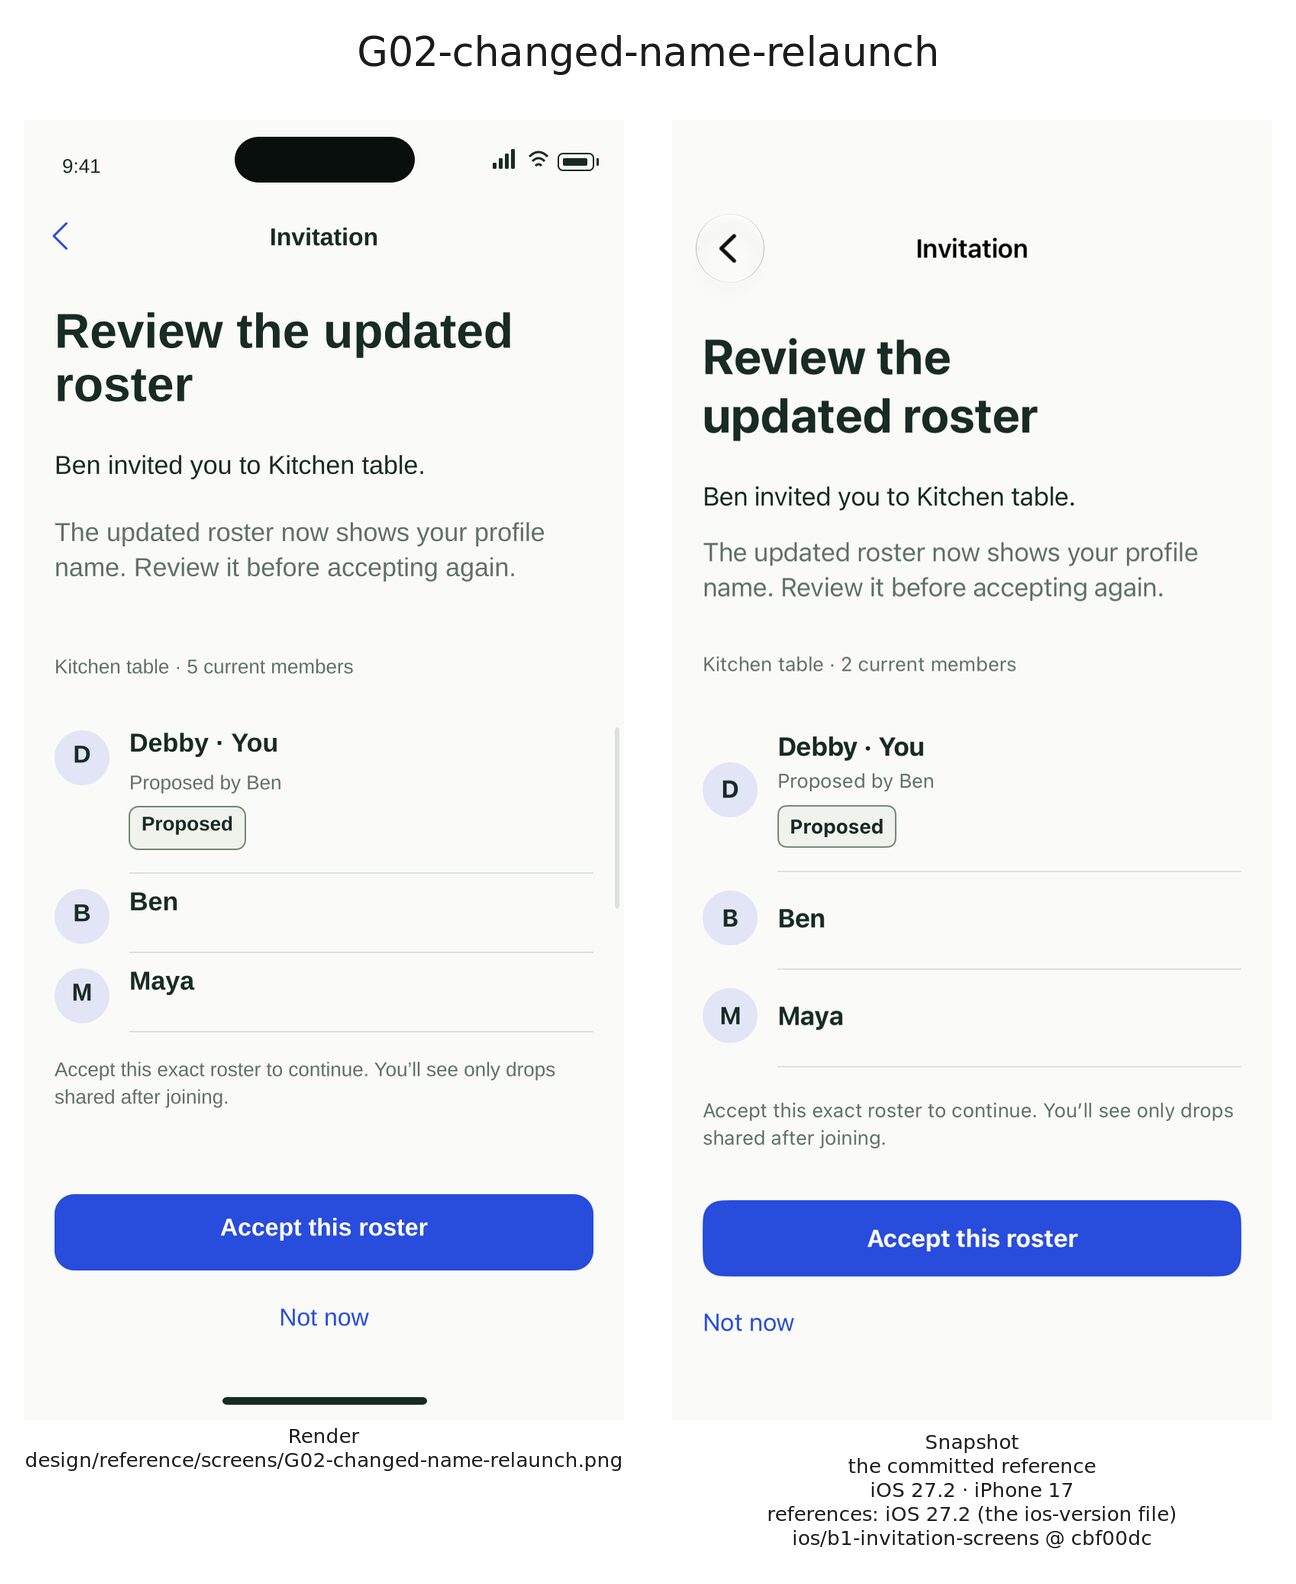 G02-changed-name-relaunch
9:41
Invitation
Review the updated
roster
Ben invited you to Kitchen table.
The updated roster now shows your profile
name. Review it before accepting again.
Kitchen table · 5 current members
D
Debby · You
Proposed by Ben
Proposed
B
Ben
M
Maya
Accept this exact roster to continue. You’ll see only drops
shared after joining.
Accept this roster
Not now
Render
design/reference/screens/G02-changed-name-relaunch.png
Invitation
Review the
updated roster
Ben invited you to Kitchen table.
The updated roster now shows your profile
name. Review it before accepting again.
Kitchen table · 2 current members
D
Debby · You
Proposed by Ben
Proposed
B
Ben
M
Maya
Accept this exact roster to continue. You’ll see only drops
shared after joining.
Accept this roster
Not now
Snapshot
the committed reference
iOS 27.2 · iPhone 17
references: iOS 27.2 (the ios-version file)
ios/b1-invitation-screens @ cbf00dc